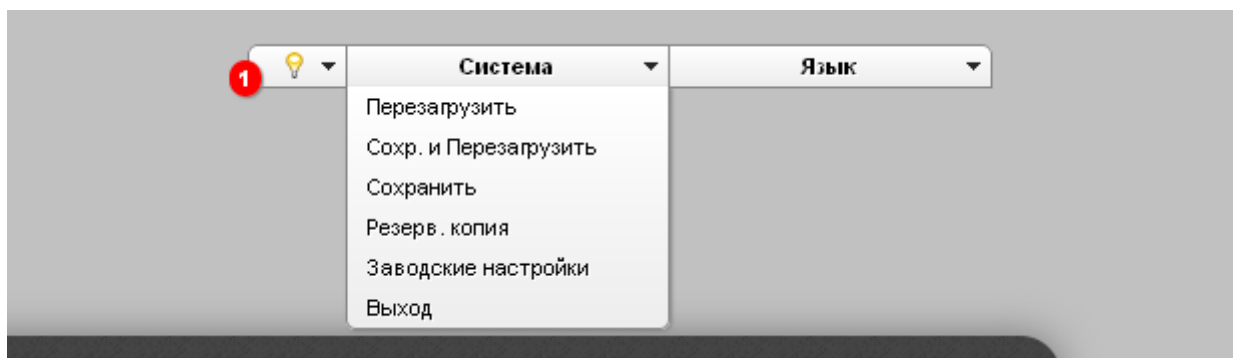 1 Система Язык
Перезагрузить
Сохр. и Перезагрузить
Сохранить
Резерв. копия
Заводские настройки
Выход